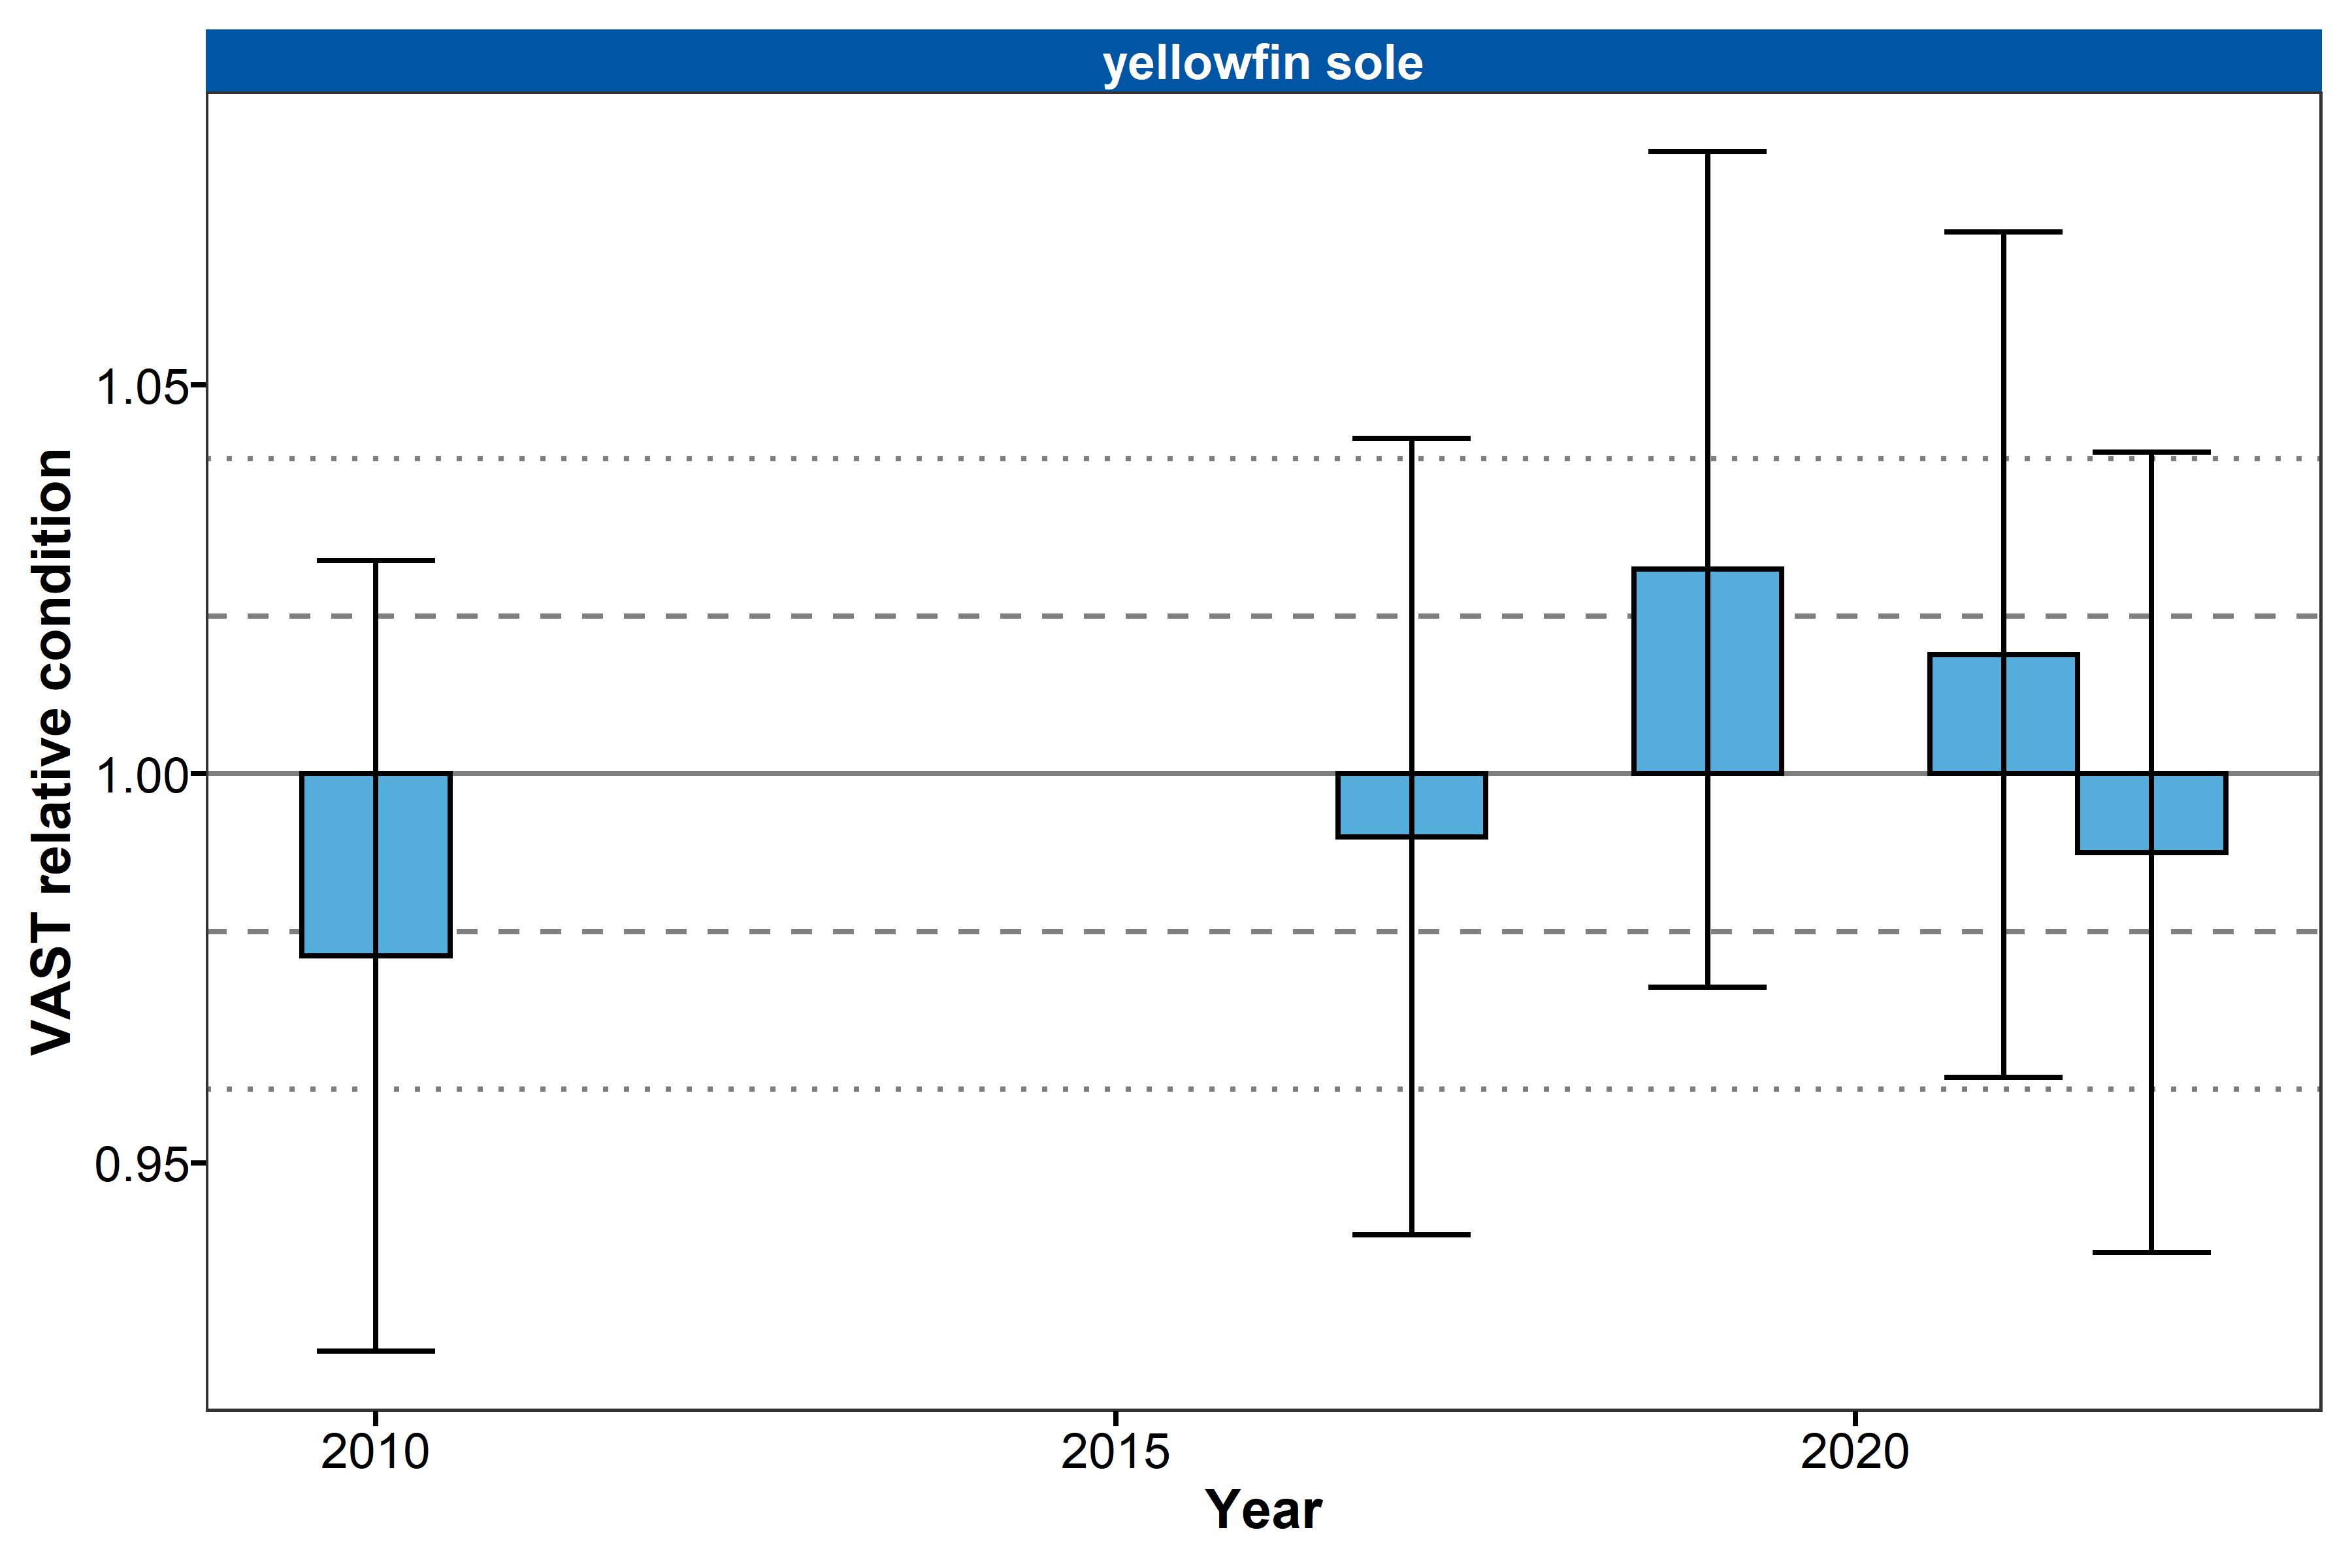 yellowfin sole
VAST relative condition
1.05
1.00
0.95
2010 2015 2020
Year